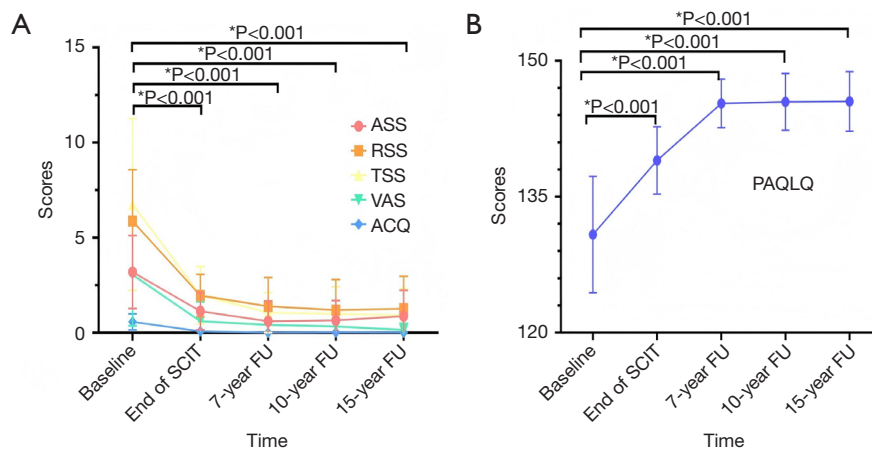 A
*P<0.001
*P<0.001
*P<0.001
*P<0.001
15
10
5
0
Scores
ASS
RSS
TSS
VAS
ACQ
Baseline
End of SCIT
7-year FU
10-year FU
15-year FU
Time
B
*P<0.001
*P<0.001
*P<0.001
*P<0.001
150
135
120
Scores
PAQLQ
Baseline
End of SCIT
7-year FU
10-year FU
15-year FU
Time